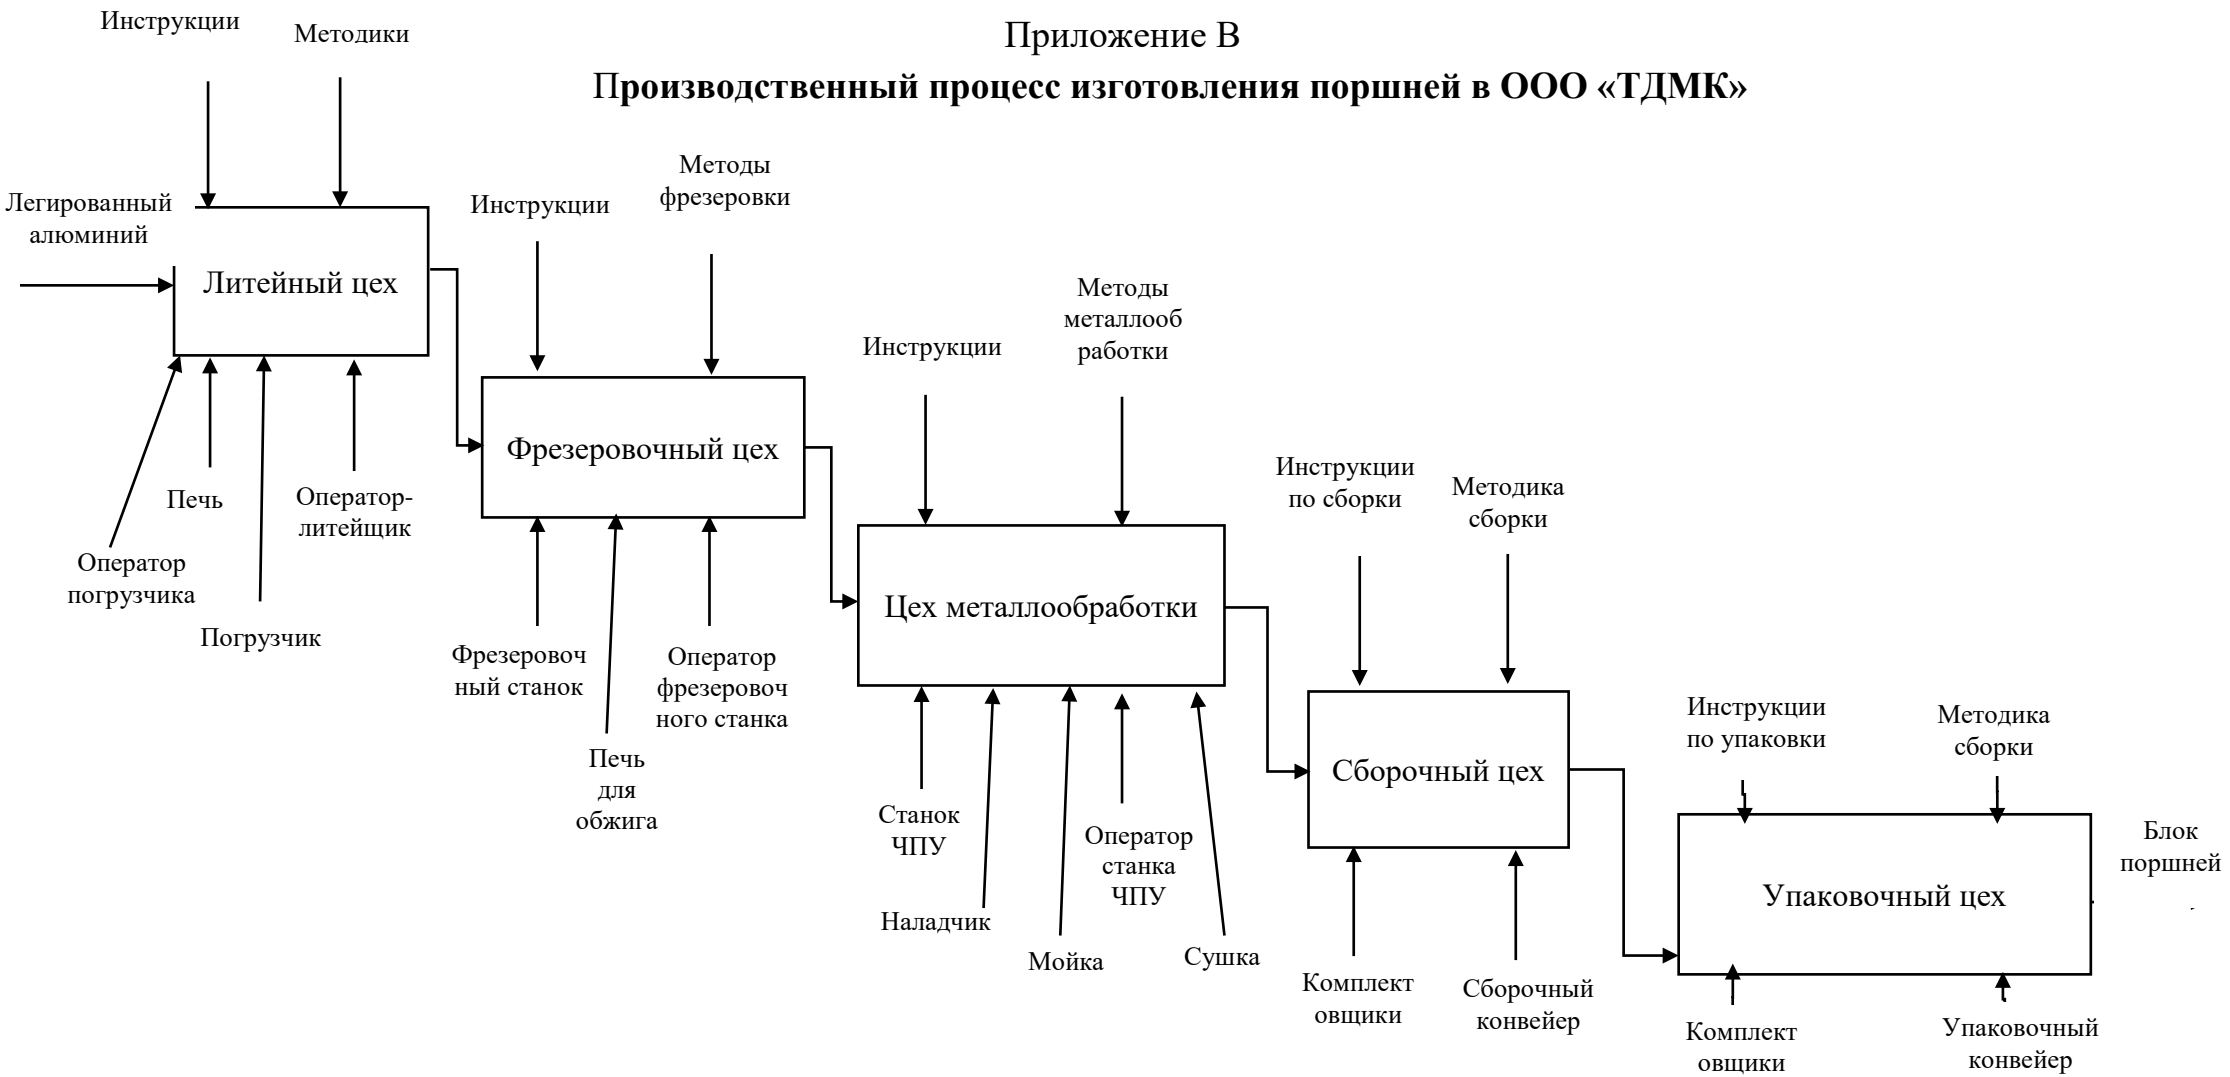 Приложение В
Производственный процесс изготовления поршней в ООО «ТДМК»
Инструкции
Методики
Легированный
алюминий
Литейный цех
Оператор
погрузчика
Печь
Погрузчик
Оператор-
литейщик
Инструкции
Методы
фрезеровки
Фрезеровочный цех
Фрезеровоч
ный станок
Печь
для
обжига
Оператор
фрезеровоч
ного станка
Инструкции
Методы
металлооб
работки
Цех металлообработки
Станок
ЧПУ
Наладчик
Мойка
Оператор
станка
ЧПУ
Сушка
Инструкции
по сборки
Методика
сборки
Сборочный цех
Комплект
овщики
Сборочный
конвейер
Инструкции
по упаковки
Методика
сборки
Упаковочный цех
Комплект
овщики
Упаковочный
конвейер
Блок
поршней